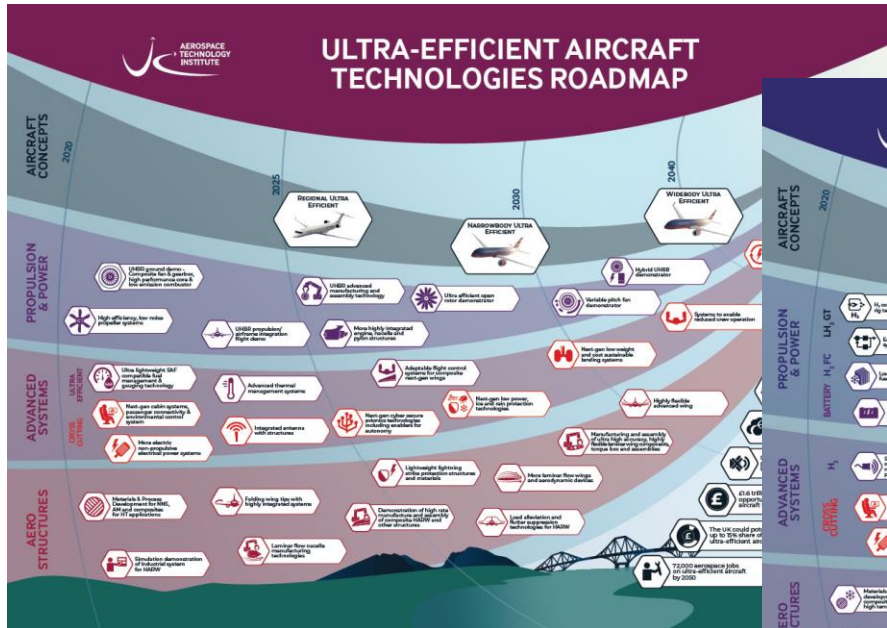 AEROSPACE
TECHNOLOGY
INSTITUTE
ULTRA-EFFICIENT AIRCRAFT
TECHNOLOGIES ROADMAP
AIRCRAFT
CONCEPTS
2020
2025
2030
2040
REGIONAL ULTRA
EFFICIENT
NARROWBODY ULTRA
EFFICIENT
WIDEBODY ULTRA
EFFICIENT
PROPULSION
& POWER
UHBR ground demo -
Composite fan & gearbox,
high performance core &
low emission combustor
High efficiency, low noise
propeller systems
UHBR propulsion/
airframe integration
flight demo
UHBR advanced
manufacturing and
assembly technology
More highly integrated
engine, nacelle and
pylon structures
Ultra efficient open
rotor demonstrator
Hybrid UHBR
demonstrator
Variable pitch fan
demonstrator
Systems to enable
reduced crew operation
ADVANCED
SYSTEMS
ULTRA
EFFICIENT
CROSS
CUTTING
Ultra lightweight SAF
compatible fuel
management &
gauging technology
Next-gen cabin systems,
passenger connectivity &
environmental control
system
More electric
non-propulsive
electrical power systems
Advanced thermal
management systems
Integrated antenna
with structures
Adaptable flight control
systems for composite
next-gen wings
Next-gen cyber secure
avionics technologies
including enablers for
autonomy
Next-gen low power,
ice and rain protection
technologies
Next-gen low weight
and cost sustainable
landing systems
Highly flexible
advanced wing
Manufacturing and assembly
of ultra high accuracy, highly
flexible laminar wing components,
torque box and assemblies
AERO
STRUCTURES
Lightweight lightning
strike protection structures
and materials
More laminar flow wings
and aerodynamic devices
Materials & Process
Development for NNS,
AM and composites
for HT applications
Folding wing tips with
highly integrated systems
Demonstration of high rate
manufacture and assembly
of composite HARW and
other structures
Load alleviation and
flutter suppression
technologies for HARW
Simulation demonstration
of industrial system
for HARW
Laminar flow nacelle
manufacturing
technologies
£1.6
opport
aircraft
The UK could pot
up to 15% share of
ultra-efficient airc
72,000 aerospace jobs
on ultra-efficient aircraft
by 2050
AIRCRAFT
CONCEPTS
2020
PROPULSION
& POWER
LH₂ GT
H₂ FC
BATTERY
ADVANCED
SYSTEMS
H₂
CROSS
CUTTING